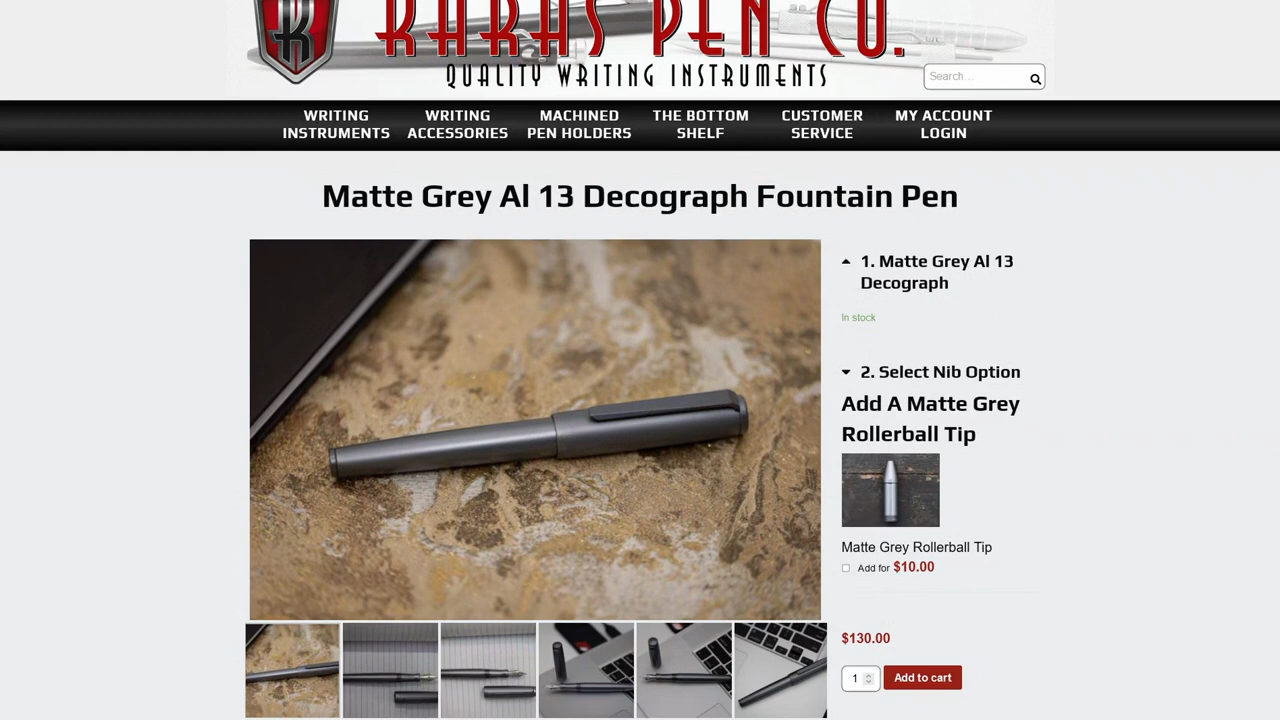 KARAS PEN CO.
QUALITY WRITING INSTRUMENTS
Search...
WRITING INSTRUMENTS
WRITING ACCESSORIES
MACHINED PEN HOLDERS
THE BOTTOM SHELF
CUSTOMER SERVICE
MY ACCOUNT LOGIN
Matte Grey Al 13 Decograph Fountain Pen
1. Matte Grey Al 13
Decograph
In stock
2. Select Nib Option
Add A Matte Grey
Rollerball Tip
Matte Grey Rollerball Tip
Add for $10.00
$130.00
1
Add to cart